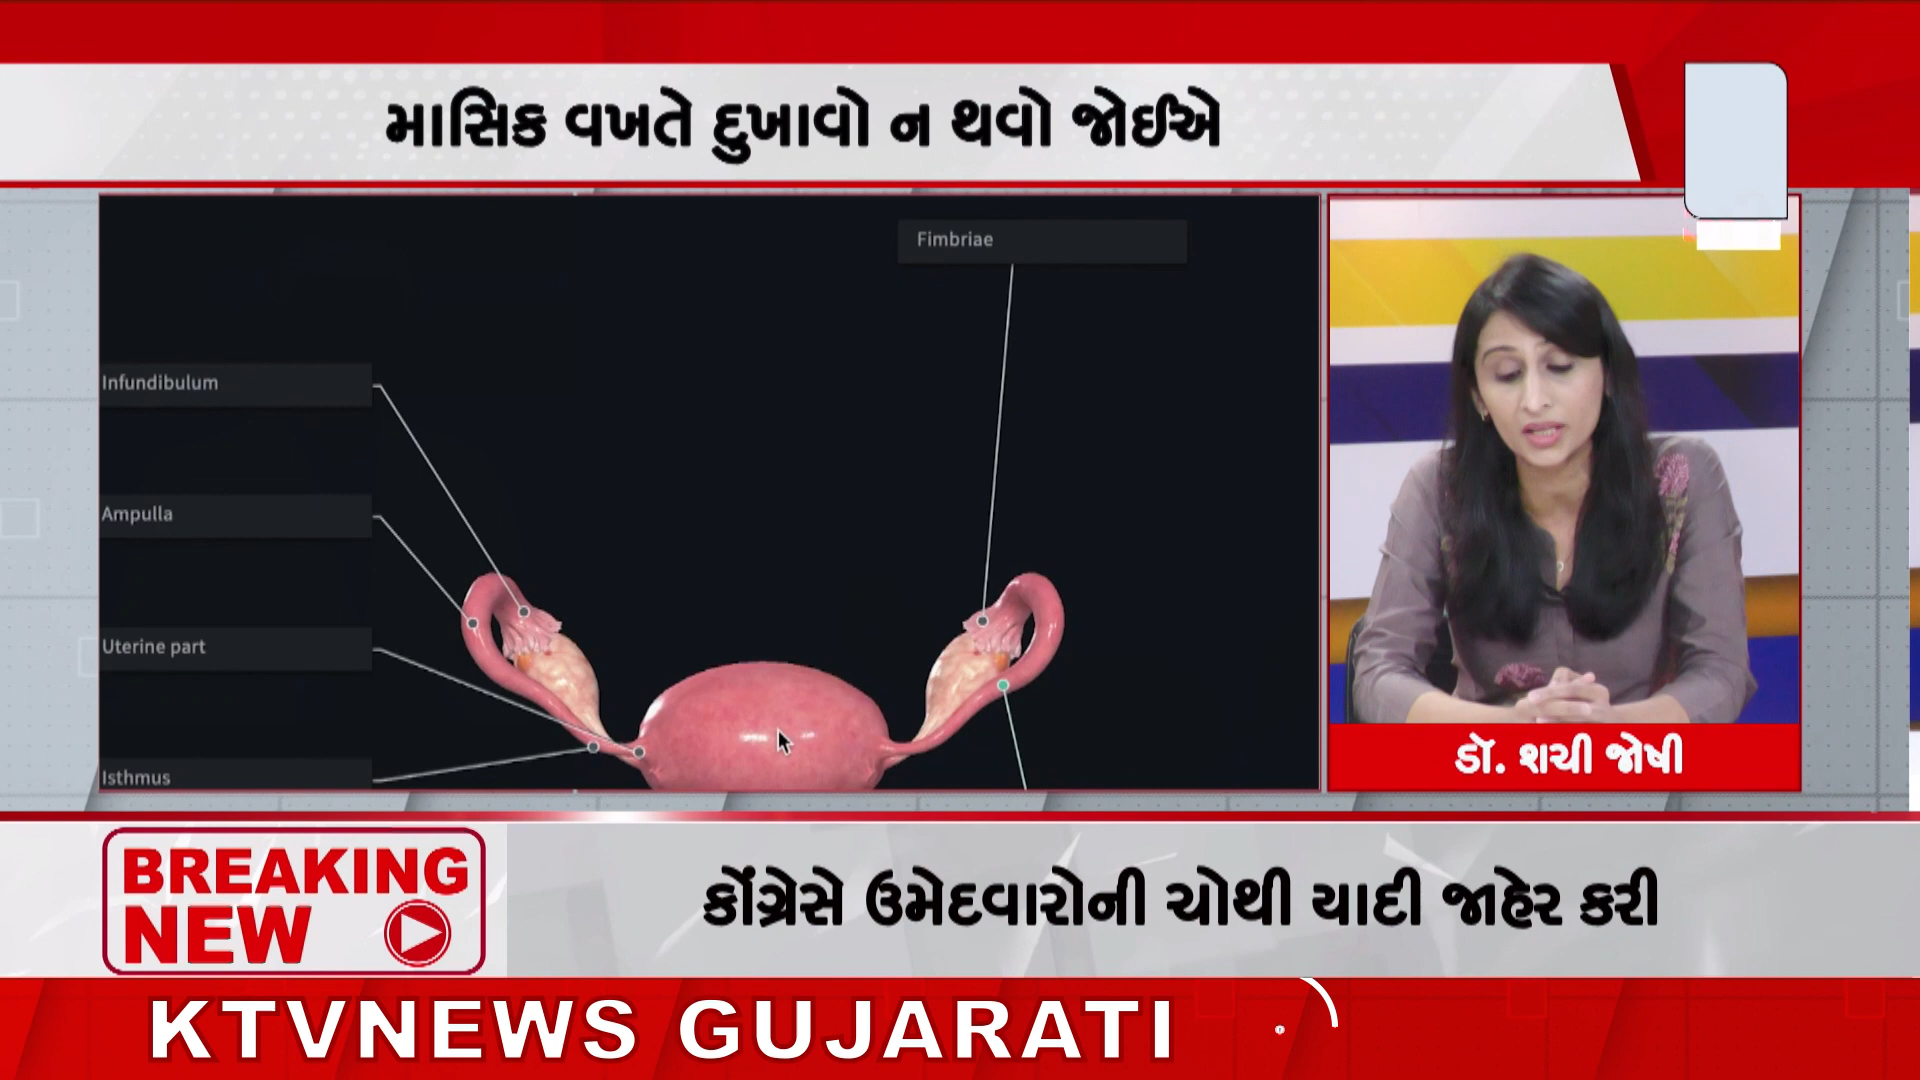 માસિક વખતે દુખાવો ન થવો જોઈએ
Fimbriae
Infundibulum
Ampulla
Uterine part
Isthmus
ડૉ. શચી જોષી
BREAKING
NEW
કોંગ્રેસે ઉમેદવારોની ચોથી યાદી જાહેર કરી
KTVNEWS GUJARATI